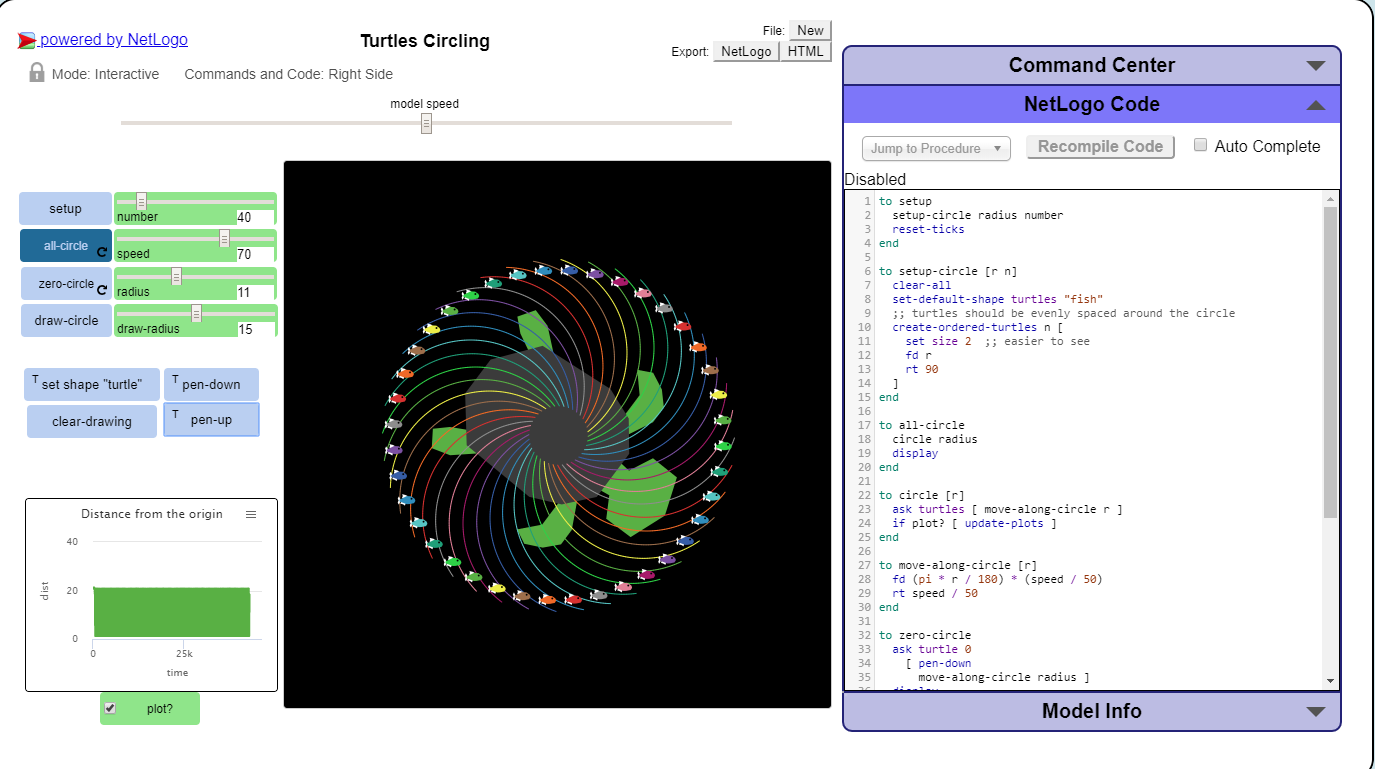 powered by NetLogo
Turtles Circling
File: New
Export: NetLogo HTML
Mode: Interactive Commands and Code: Right Side
model speed
setup
number 40
all-circle
speed 70
zero-circle
radius 11
draw-circle
draw-radius 15
T set shape "turtle"
T pen-down
clear-drawing
T pen-up
Distance from the origin
dist
40
20
0
0 25k
time
plot?
Command Center
NetLogo Code
Jump to Procedure
Recompile Code
Auto Complete
Disabled
1 to setup
2 setup-circle radius number
3 reset-ticks
4 end
5
6 to setup-circle [r n]
7 clear-all
8 set-default-shape turtles "fish"
9 ;; turtles should be evenly spaced around the circle
10 create-ordered-turtles n [
11 set size 2 ;; easier to see
12 fd r
13 rt 90
14 ]
15 end
16
17 to all-circle
18 circle radius
19 display
20 end
21
22 to circle [r]
23 ask turtles [ move-along-circle r ]
24 if plot? [ update-plots ]
25 end
26
27 to move-along-circle [r]
28 fd (pi * r / 180) * (speed / 50)
29 rt speed / 50
30 end
31
32 to zero-circle
33 ask turtle 0
34 [ pen-down
35 move-along-circle radius ]
Model Info